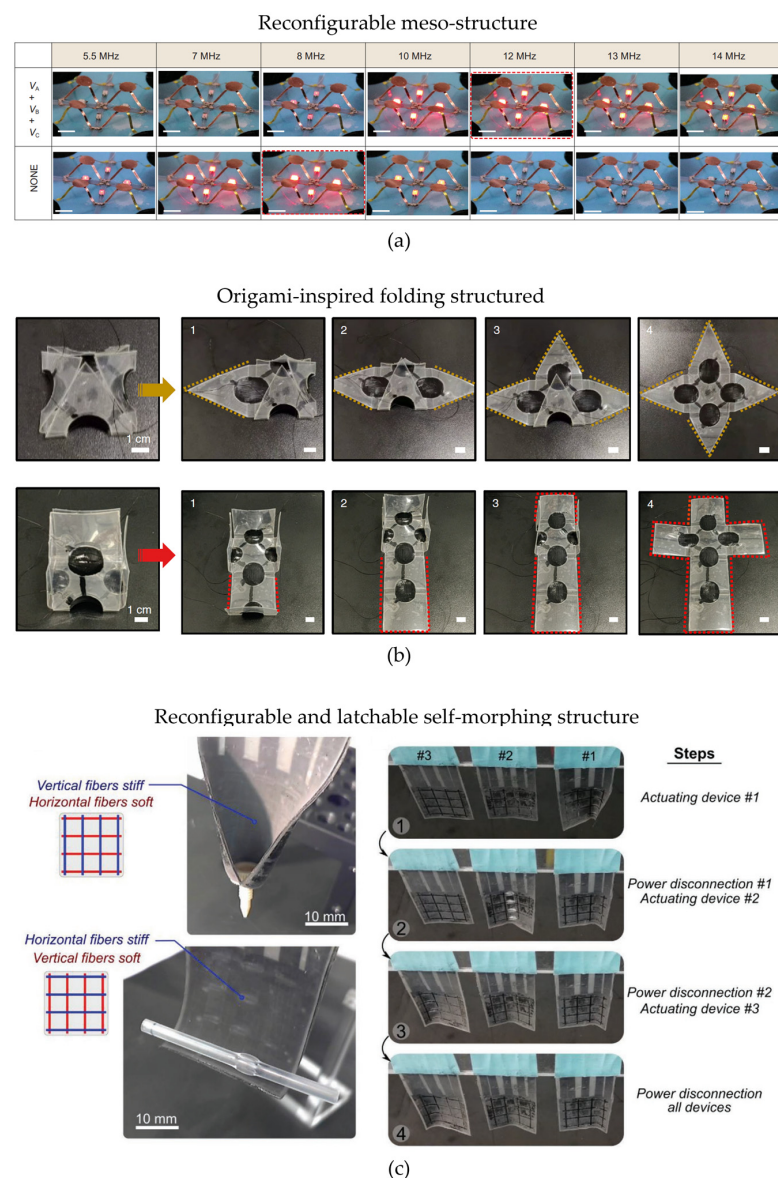 Reconfigurable meso-structure
5.5 MHz 7 MHz 8 MHz 10 MHz 12 MHz 13 MHz 14 MHz
VA
+
VB
+
VC
NONE
(a)
Origami-inspired folding structured
1 cm
1
2
3
4
1 cm
1
2
3
4
(b)
Reconfigurable and latchable self-morphing structure
Vertical fibers stiff
Horizontal fibers soft
10 mm
Horizontal fibers stiff
Vertical fibers soft
10 mm
#3 #2 #1
Steps
1
Actuating device #1
2
Power disconnection #1
Actuating device #2
3
Power disconnection #2
Actuating device #3
4
Power disconnection
all devices
(c)